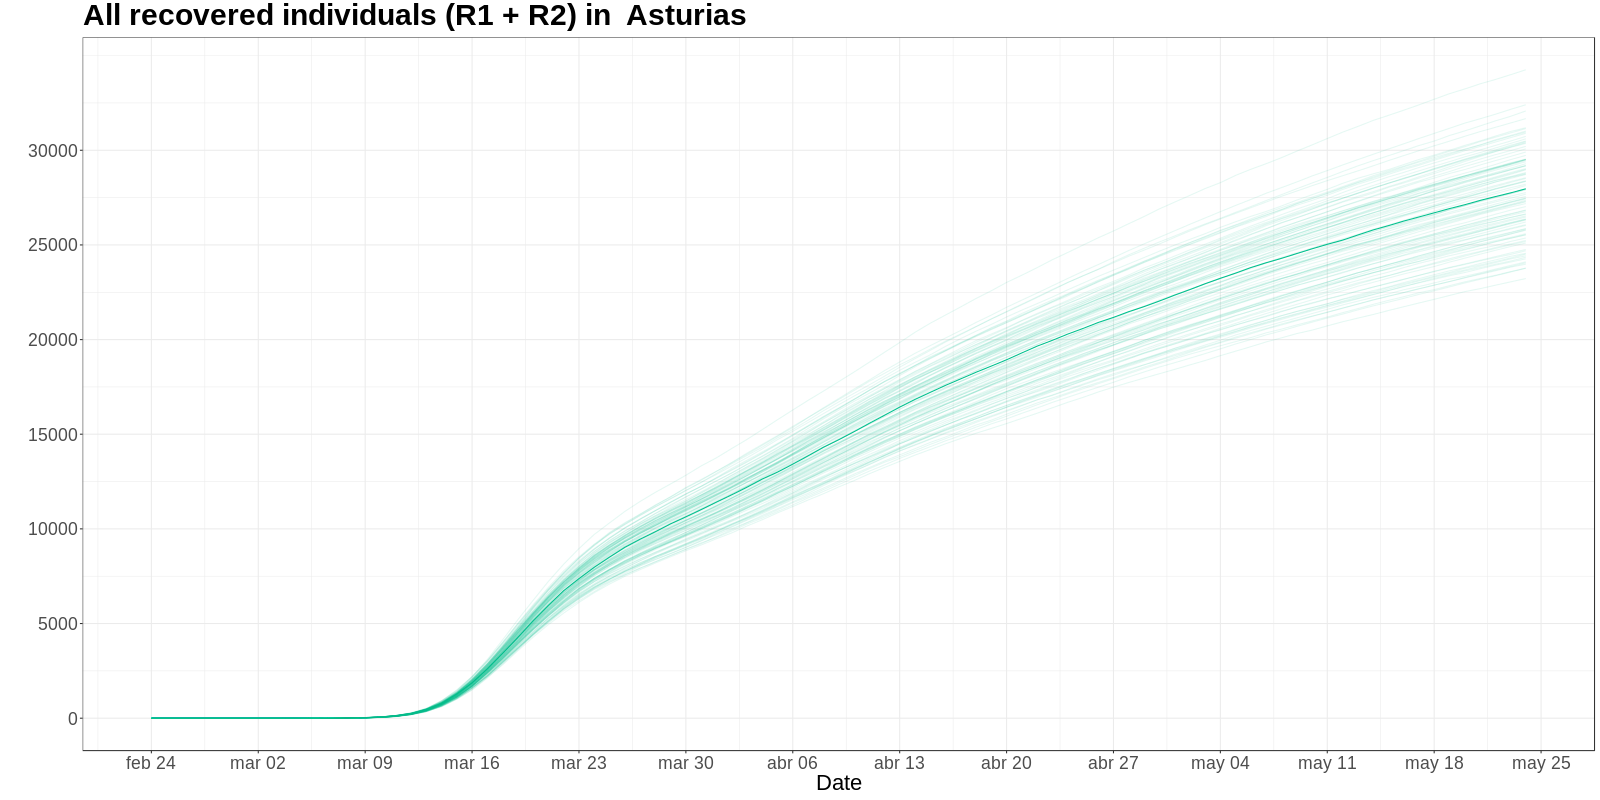 All recovered individuals (R1 + R2) in  Asturias
30000
25000
20000
15000
10000
5000
0
feb 24 mar 02 mar 09 mar 16 mar 23 mar 30 abr 06 abr 13 abr 20 abr 27 may 04 may 11 may 18 may 25
Date